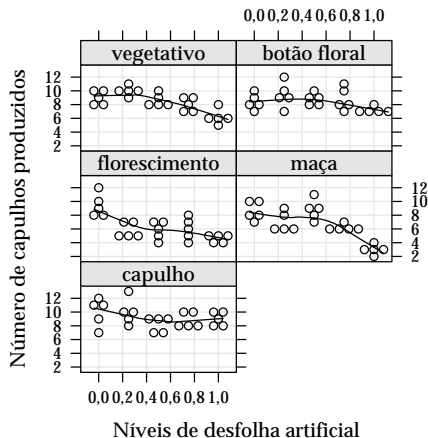 0,0 0,2 0,4 0,6 0,8 1,0
vegetativo
botão floral
12
10
8
6
4
2
florescimento
maça
12
10
8
6
4
2
capulho
12
10
8
6
4
2
0,0 0,2 0,4 0,6 0,8 1,0
Número de capulhos produzidos
Níveis de desfolha artificial